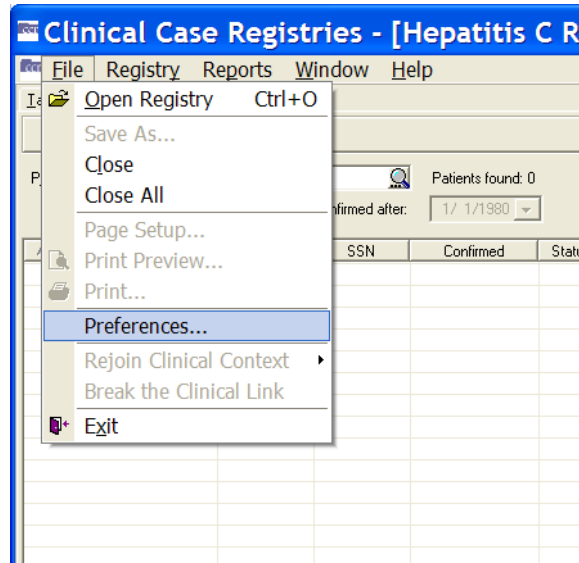 Clinical Case Registries - [Hepatitis C R
File Registry Reports Window Help
Ta
Open Registry Ctrl+O
Save As...
Close
P
Close All
Patients found: 0
nfirmed after: 1/ 1/1980
Page Setup...
SSN Confirmed Statu
Print Preview...
Print...
Preferences...
Rejoin Clinical Context
Break the Clinical Link
Exit